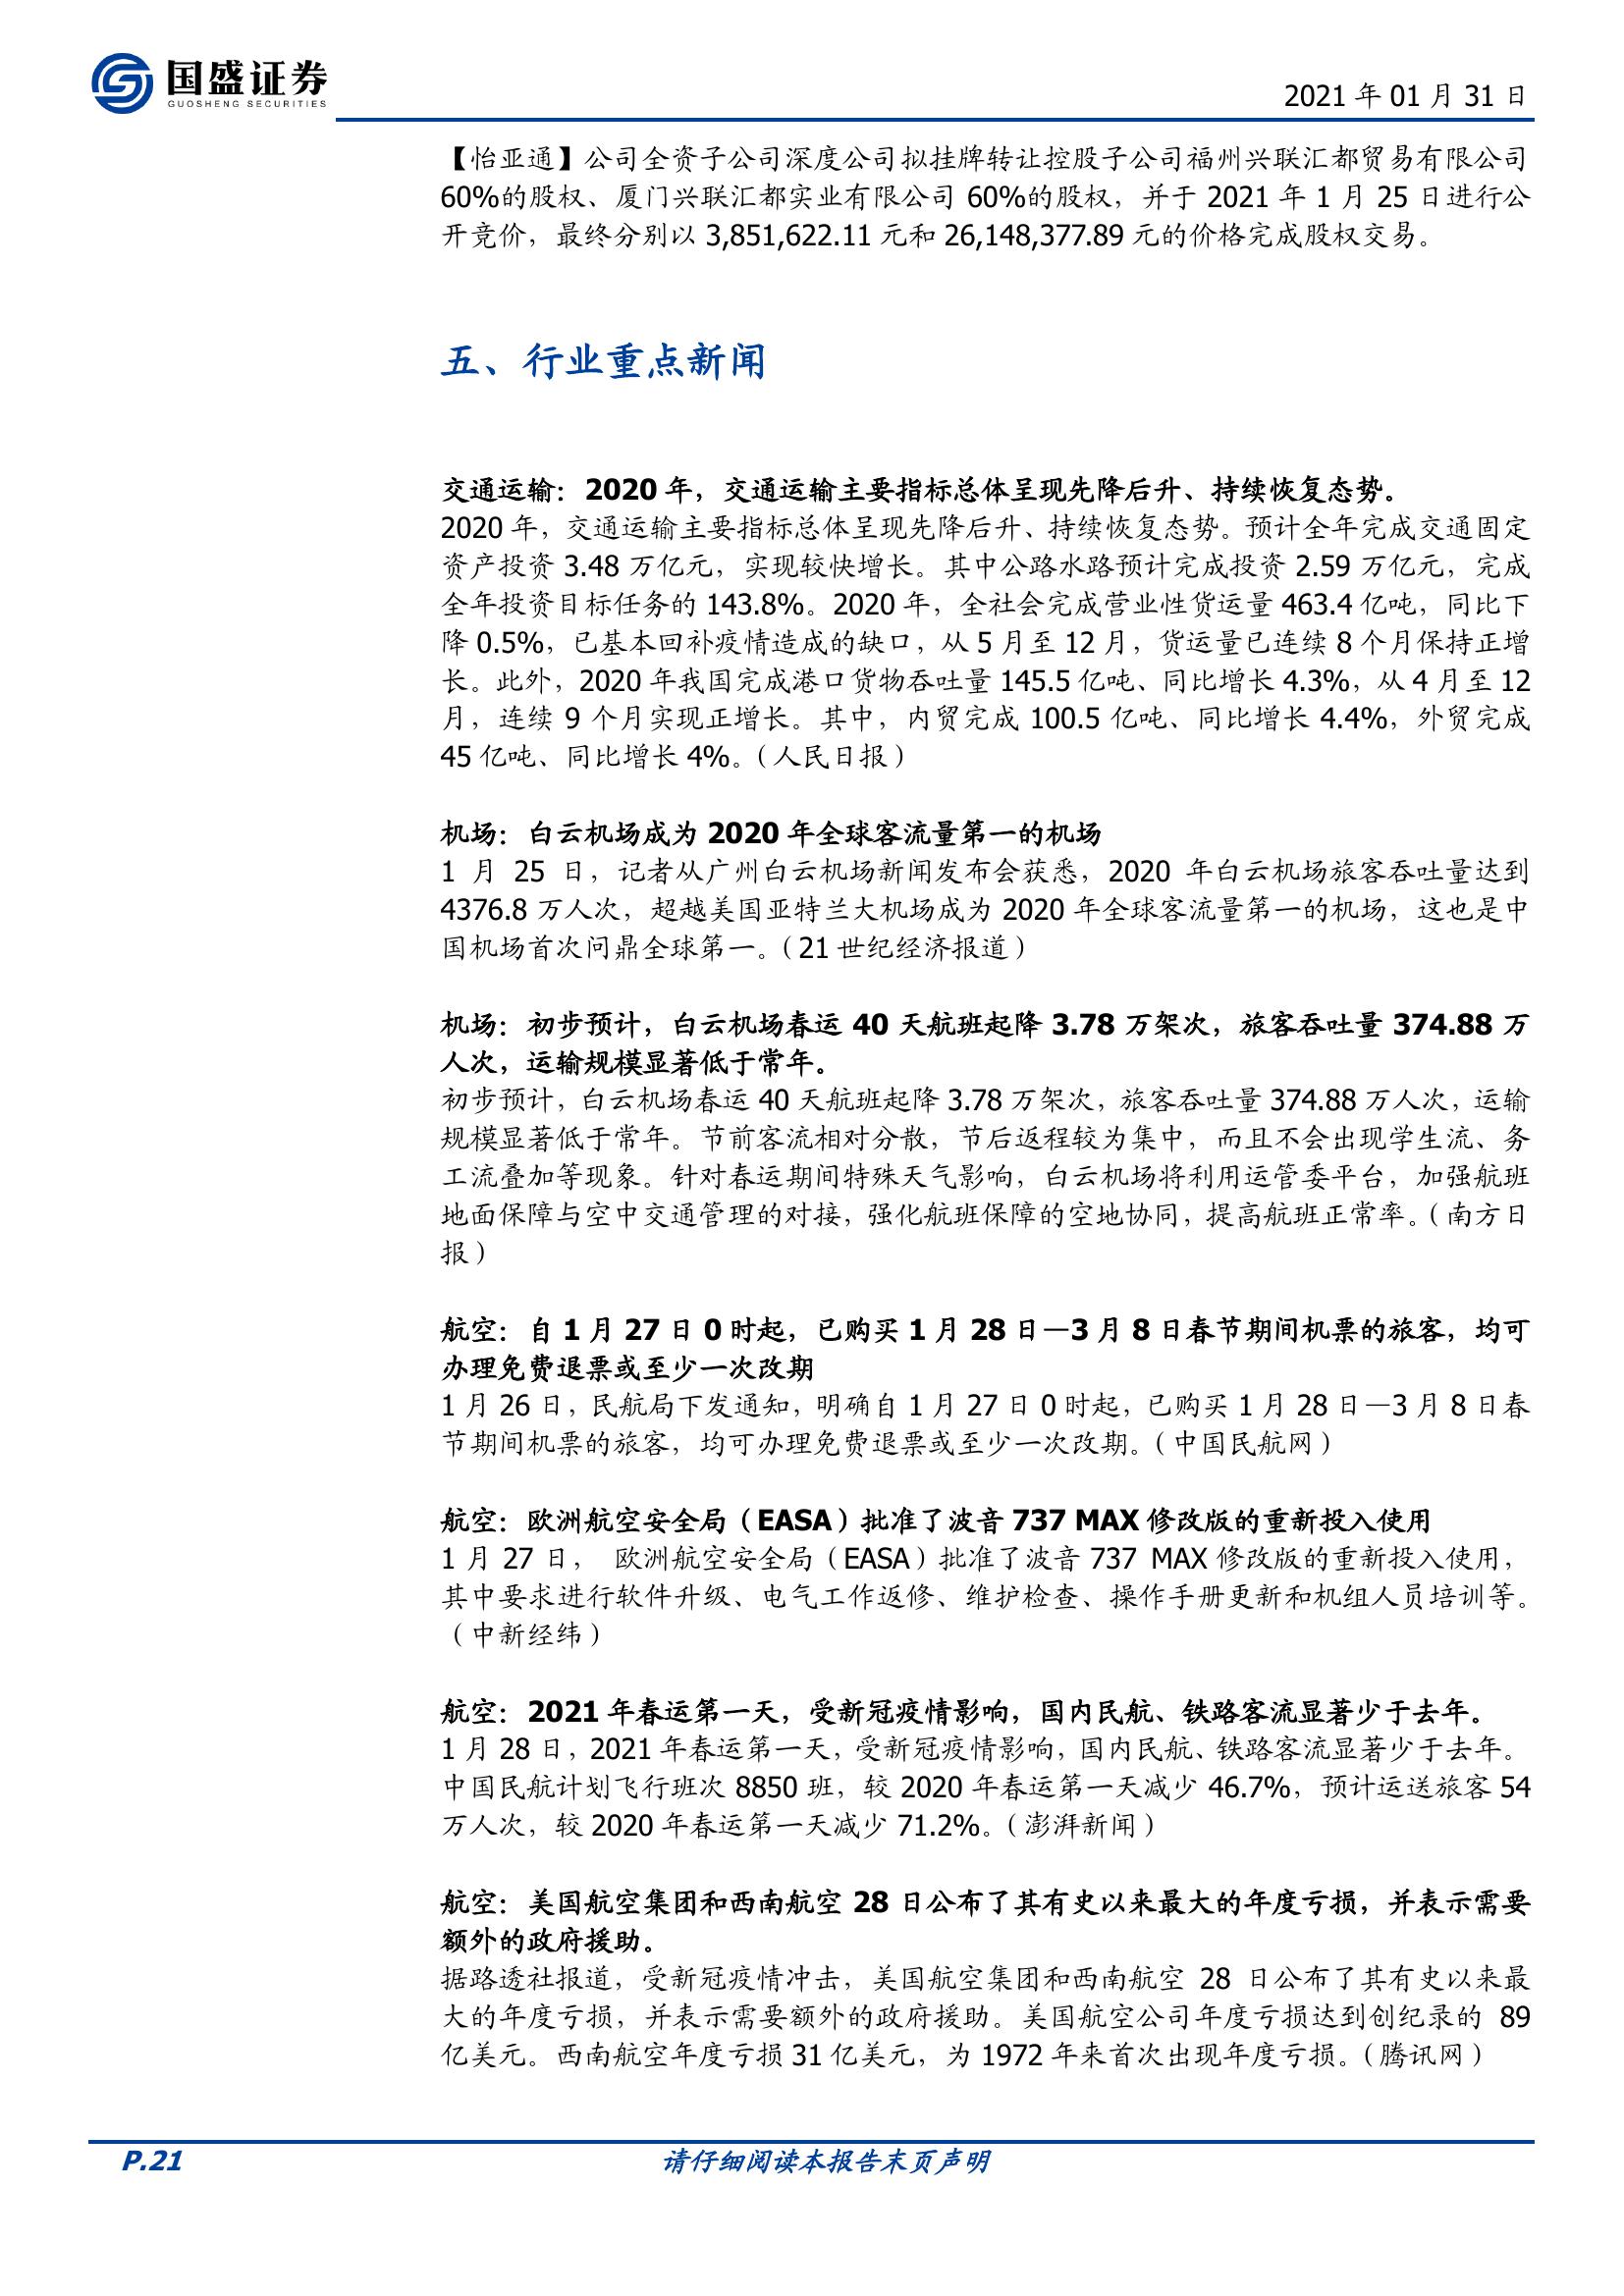 国盛证券
GUOSHENG SECURITIES
2021 年 01 月 31 日
【怡亚通】公司全资子公司深度公司拟挂牌转让控股子公司福州兴联汇都贸易有限公司
60%的股权、厦门兴联汇都实业有限公司 60%的股权，并于 2021 年 1 月 25 日进行公
开竞价，最终分别以 3,851,622.11 元和 26,148,377.89 元的价格完成股权交易。
五、行业重点新闻
交通运输：2020 年，交通运输主要指标总体呈现先降后升、持续恢复态势。
2020 年，交通运输主要指标总体呈现先降后升、持续恢复态势。预计全年完成交通固定
资产投资 3.48 万亿元，实现较快增长。其中公路水路预计完成投资 2.59 万亿元，完成
全年投资目标任务的 143.8%。2020 年，全社会完成营业性货运量 463.4 亿吨，同比下
降 0.5%，已基本回补疫情造成的缺口，从 5 月至 12 月，货运量已连续 8 个月保持正增
长。此外，2020 年我国完成港口货物吞吐量 145.5 亿吨、同比增长 4.3%，从 4 月至 12
月，连续 9 个月实现正增长。其中，内贸完成 100.5 亿吨、同比增长 4.4%，外贸完成
45 亿吨、同比增长 4%。（人民日报）
机场：白云机场成为 2020 年全球客流量第一的机场
1 月 25 日，记者从广州白云机场新闻发布会获悉，2020 年白云机场旅客吞吐量达到
4376.8 万人次，超越美国亚特兰大机场成为 2020 年全球客流量第一的机场，这也是中
国机场首次问鼎全球第一。（21 世纪经济报道）
机场：初步预计，白云机场春运 40 天航班起降 3.78 万架次，旅客吞吐量 374.88 万
人次，运输规模显著低于常年。
初步预计，白云机场春运 40 天航班起降 3.78 万架次，旅客吞吐量 374.88 万人次，运输
规模显著低于常年。节前客流相对分散，节后返程较为集中，而且不会出现学生流、务
工流叠加等现象。针对春运期间特殊天气影响，白云机场将利用运管委平台，加强航班
地面保障与空中交通管理的对接，强化航班保障的空地协同，提高航班正常率。（南方日
报）
航空：自 1 月 27 日 0 时起，已购买 1 月 28 日—3 月 8 日春节期间机票的旅客，均可
办理免费退票或至少一次改期
1 月 26 日，民航局下发通知，明确自 1 月 27 日 0 时起，已购买 1 月 28 日—3 月 8 日春
节期间机票的旅客，均可办理免费退票或至少一次改期。（中国民航网）
航空：欧洲航空安全局（EASA）批准了波音 737 MAX 修改版的重新投入使用
1 月 27 日， 欧洲航空安全局（EASA）批准了波音 737 MAX 修改版的重新投入使用，
其中要求进行软件升级、电气工作返修、维护检查、操作手册更新和机组人员培训等。
（中新经纬）
航空：2021 年春运第一天，受新冠疫情影响，国内民航、铁路客流显著少于去年。
1 月 28 日，2021 年春运第一天，受新冠疫情影响，国内民航、铁路客流显著少于去年。
中国民航计划飞行班次 8850 班，较 2020 年春运第一天减少 46.7%，预计运送旅客 54
万人次，较 2020 年春运第一天减少 71.2%。（澎湃新闻）
航空：美国航空集团和西南航空 28 日公布了其有史以来最大的年度亏损，并表示需要
额外的政府援助。
据路透社报道，受新冠疫情冲击，美国航空集团和西南航空 28 日公布了其有史以来最
大的年度亏损，并表示需要额外的政府援助。美国航空公司年度亏损达到创纪录的 89
亿美元。西南航空年度亏损 31 亿美元，为 1972 年来首次出现年度亏损。（腾讯网）
P.21
请仔细阅读本报告末页声明